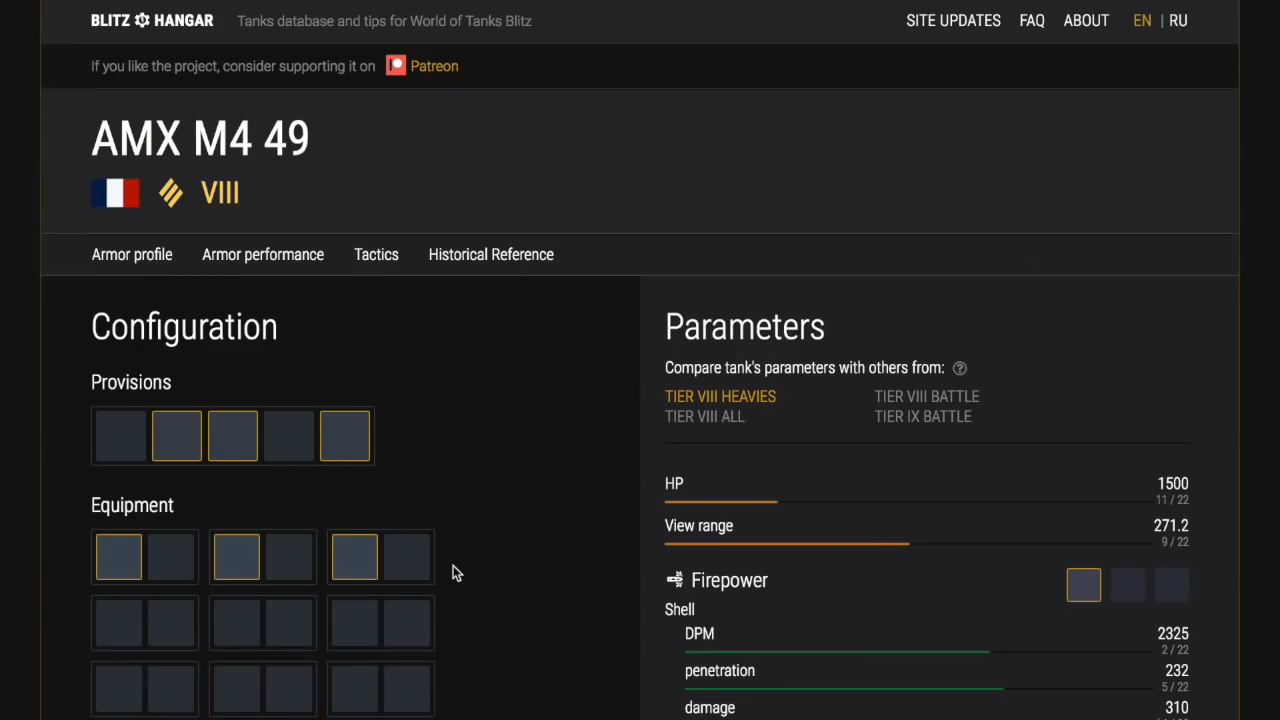 BLITZ HANGAR Tanks database and tips for World of Tanks Blitz SITE UPDATES FAQ ABOUT EN | RU
If you like the project, consider supporting it on Patreon
AMX M4 49
VIII
Armor profile Armor performance Tactics Historical Reference
Configuration
Provisions
Equipment
Parameters
Compare tank's parameters with others from: ?
TIER VIII HEAVIES TIER VIII BATTLE
TIER VIII ALL TIER IX BATTLE
HP 1500
11 / 22
View range 271.2
9 / 22
Firepower
Shell
DPM 2325
2 / 22
penetration 232
5 / 22
damage 310